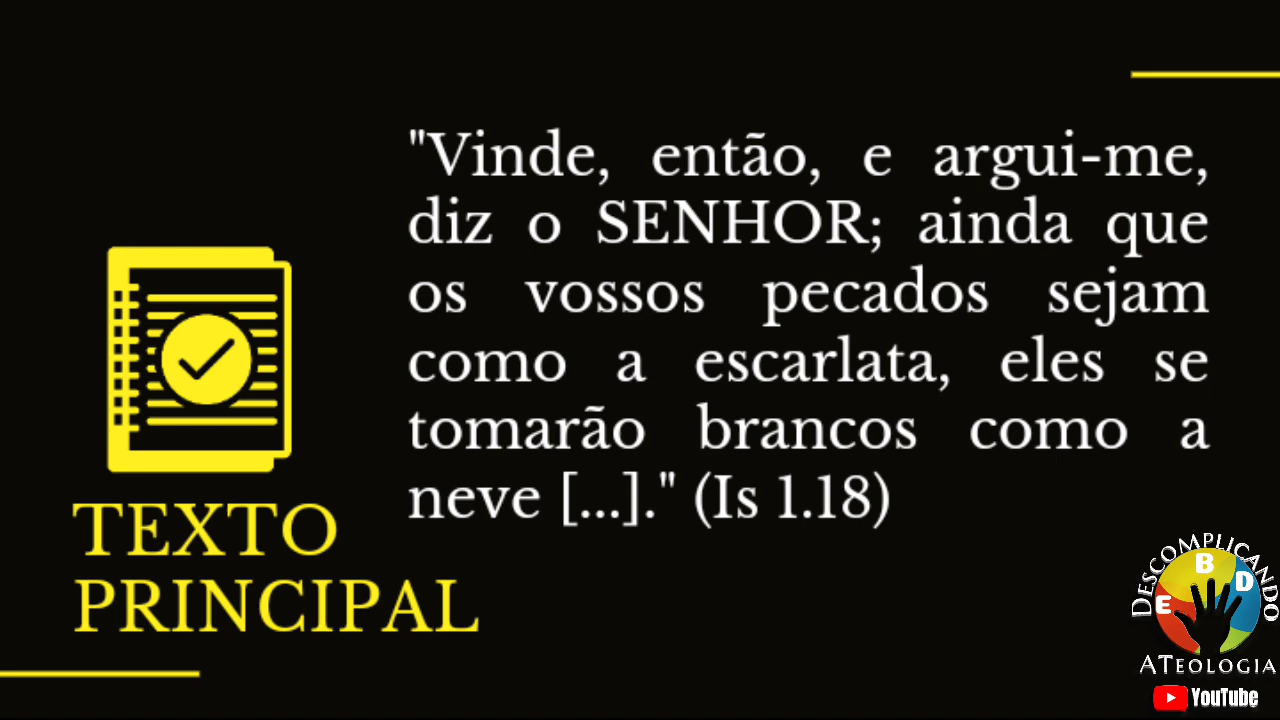 "Vinde, então, e argui-me,
diz o SENHOR; ainda que
os vossos pecados sejam
como a escarlata, eles se
tomarão brancos como a
neve [...]." (Is 1.18)
TEXTO
PRINCIPAL
DESCOMPLICANDO
E B D
ATEOLOGIA
YouTube